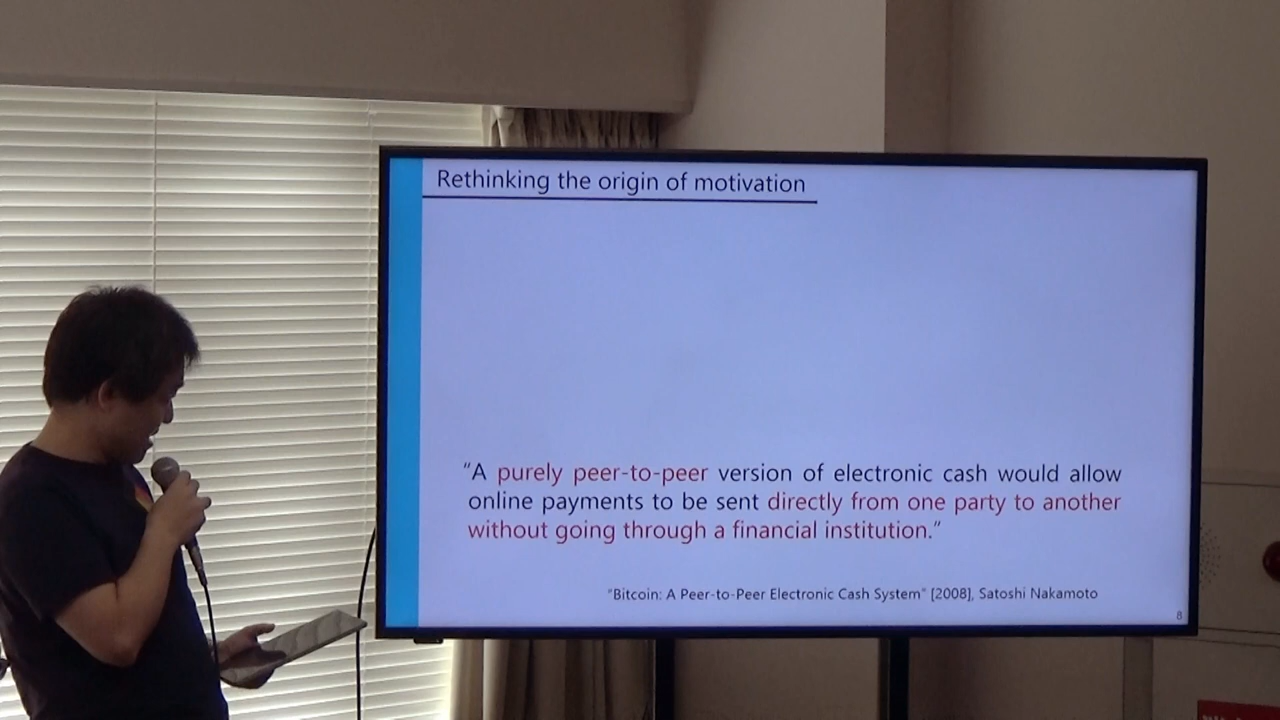 Rethinking the origin of motivation
“A purely peer-to-peer version of electronic cash would allow
online payments to be sent directly from one party to another
without going through a financial institution.”
“Bitcoin: A Peer-to-Peer Electronic Cash System” [2008], Satoshi Nakamoto
8